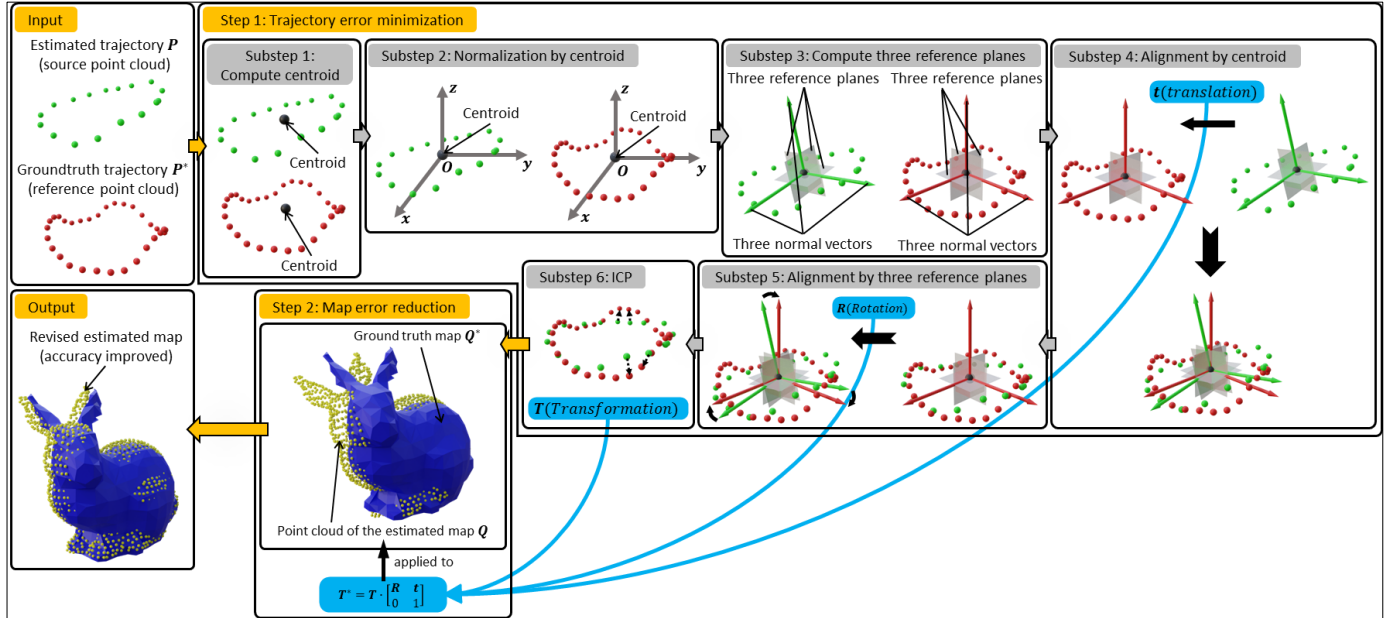 Input
Estimated trajectory P
(source point cloud)
Groundtruth trajectory P*
(reference point cloud)
Step 1: Trajectory error minimization
Substep 1:
Compute centroid
Centroid
Centroid
Substep 2: Normalization by centroid
z
Centroid
O
y
x
z
Centroid
O
y
x
Substep 3: Compute three reference planes
Three reference planes
Three reference planes
Three normal vectors
Three normal vectors
Substep 4: Alignment by centroid
t(translation)
Substep 5: Alignment by three reference planes
R(Rotation)
Substep 6: ICP
T(Transformation)
Step 2: Map error reduction
Ground truth map Q*
Point cloud of the estimated map Q
applied to
T* = T · [R t
0 1]
Output
Revised estimated map
(accuracy improved)